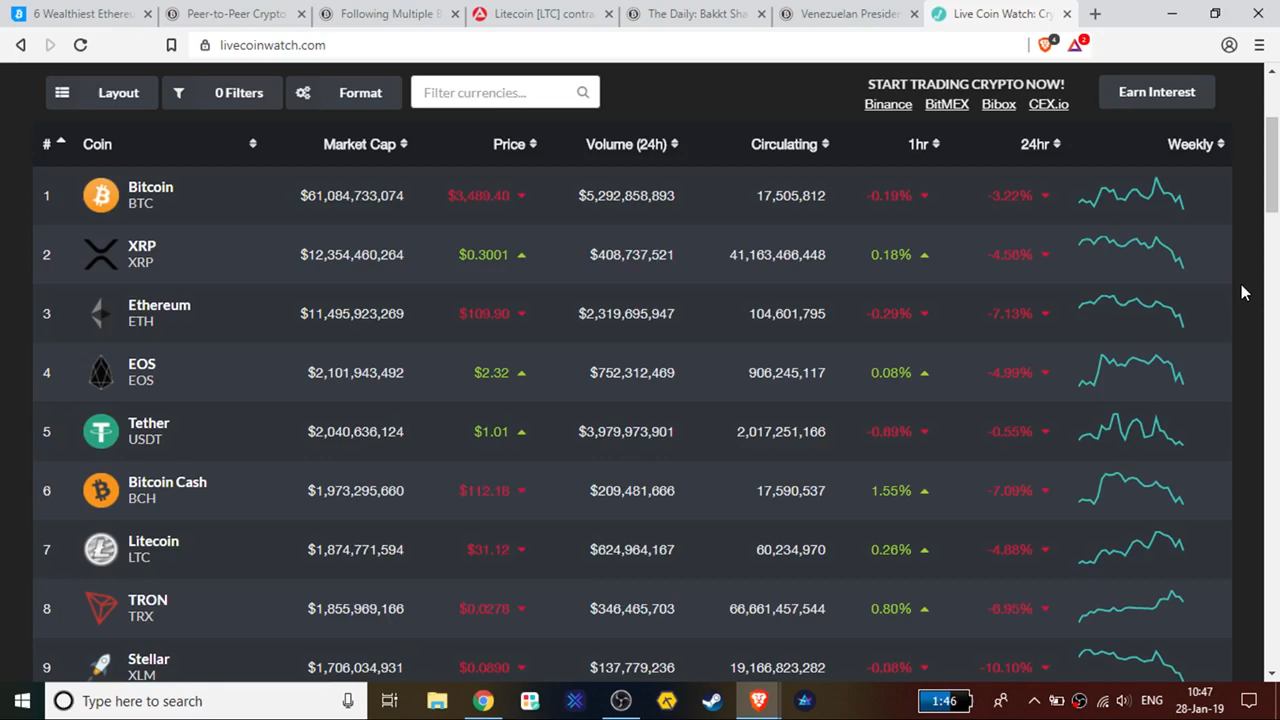 6 Wealthiest Ethere
Peer-to-Peer Crypto
Following Multiple B
Litecoin [LTC] contra
The Daily: Bakkt Sha
Venezuelan Presiden
Live Coin Watch: Cry
livecoinwatch.com
4
2
Layout
0 Filters
Format
Filter currencies...
START TRADING CRYPTO NOW!
Binance BitMEX Bibox CEX.io
Earn Interest
# Coin Market Cap Price Volume (24h) Circulating 1hr 24hr Weekly
1 Bitcoin $61,084,733,074 $3,489.40 $5,292,858,893 17,505,812 -0.19% -3.22%
BTC
2 XRP $12,354,460,264 $0.3001 $408,737,521 41,163,466,448 0.18% -4.56%
XRP
3 Ethereum $11,495,923,269 $109.90 $2,319,695,947 104,601,795 -0.29% -7.13%
ETH
4 EOS $2,101,943,492 $2.32 $752,312,469 906,245,117 0.08% -4.99%
EOS
5 Tether $2,040,636,124 $1.01 $3,979,973,901 2,017,251,166 -0.69% -0.55%
USDT
6 Bitcoin Cash $1,973,295,660 $112.18 $209,481,666 17,590,537 1.55% -7.09%
BCH
7 Litecoin $1,874,771,594 $31.12 $624,964,167 60,234,970 0.26% -4.88%
LTC
8 TRON $1,855,969,166 $0.0278 $346,465,703 66,661,457,544 0.80% -6.95%
TRX
9 Stellar $1,706,034,931 $0.0890 $137,779,236 19,166,823,282 -0.08% -10.10%
XLM
Type here to search
1:46
ENG
10:47
28-Jan-19